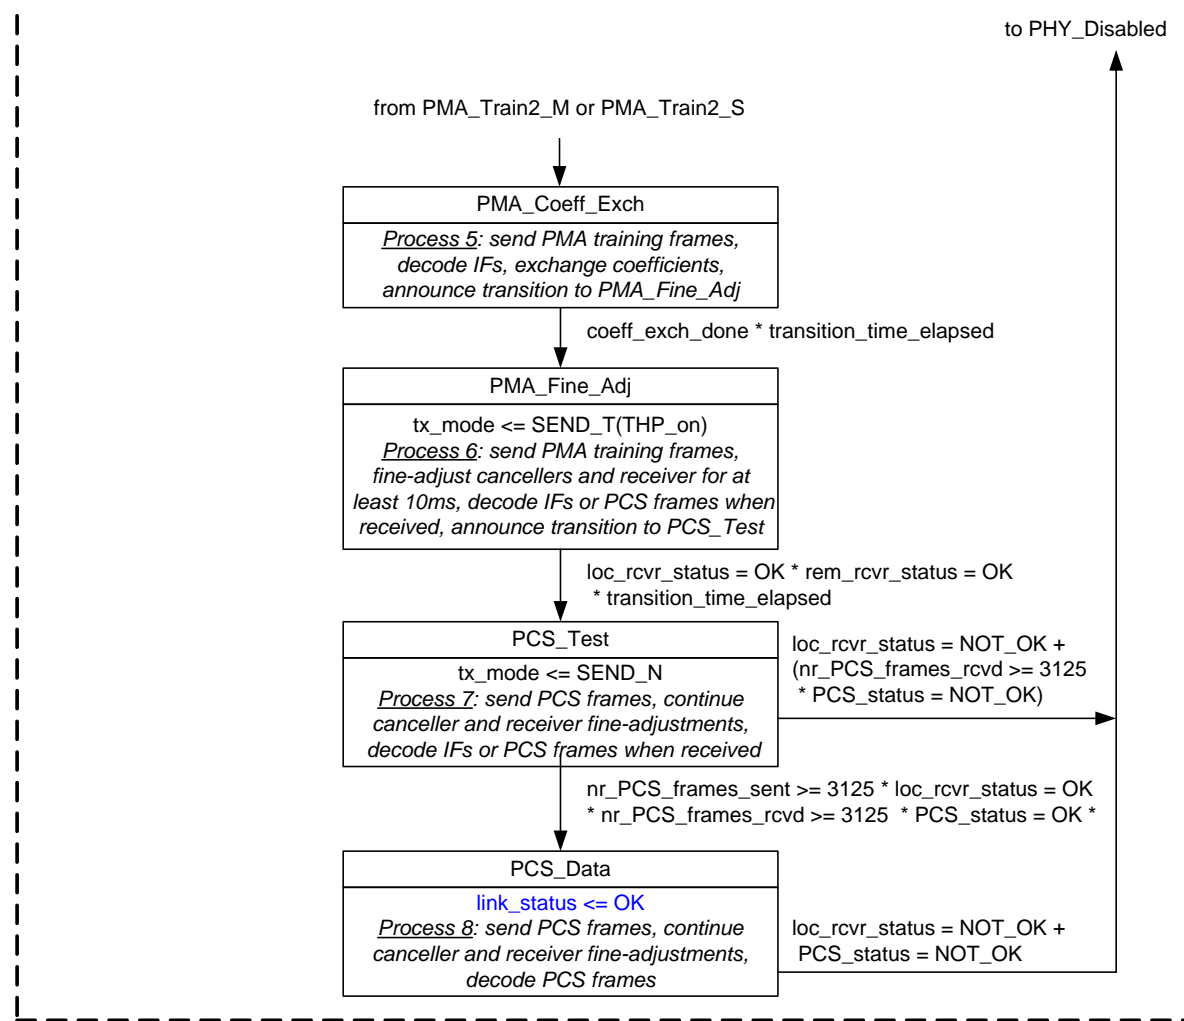 to PHY_Disabled
from PMA_Train2_M or PMA_Train2_S
PMA_Coeff_Exch
Process 5: send PMA training frames,
decode IFs, exchange coefficients,
announce transition to PMA_Fine_Adj
coeff_exch_done * transition_time_elapsed
PMA_Fine_Adj
tx_mode <= SEND_T(THP_on)
Process 6: send PMA training frames,
fine-adjust cancellers and receiver for at
least 10ms, decode IFs or PCS frames when
received, announce transition to PCS_Test
loc_rcvr_status = OK * rem_rcvr_status = OK
* transition_time_elapsed
PCS_Test
tx_mode <= SEND_N
Process 7: send PCS frames, continue
canceller and receiver fine-adjustments,
decode IFs or PCS frames when received
loc_rcvr_status = NOT_OK +
(nr_PCS_frames_rcvd >= 3125
* PCS_status = NOT_OK)
nr_PCS_frames_sent >= 3125 * loc_rcvr_status = OK
* nr_PCS_frames_rcvd >= 3125 * PCS_status = OK *
PCS_Data
link_status <= OK
Process 8: send PCS frames, continue
canceller and receiver fine-adjustments,
decode PCS frames
loc_rcvr_status = NOT_OK +
PCS_status = NOT_OK